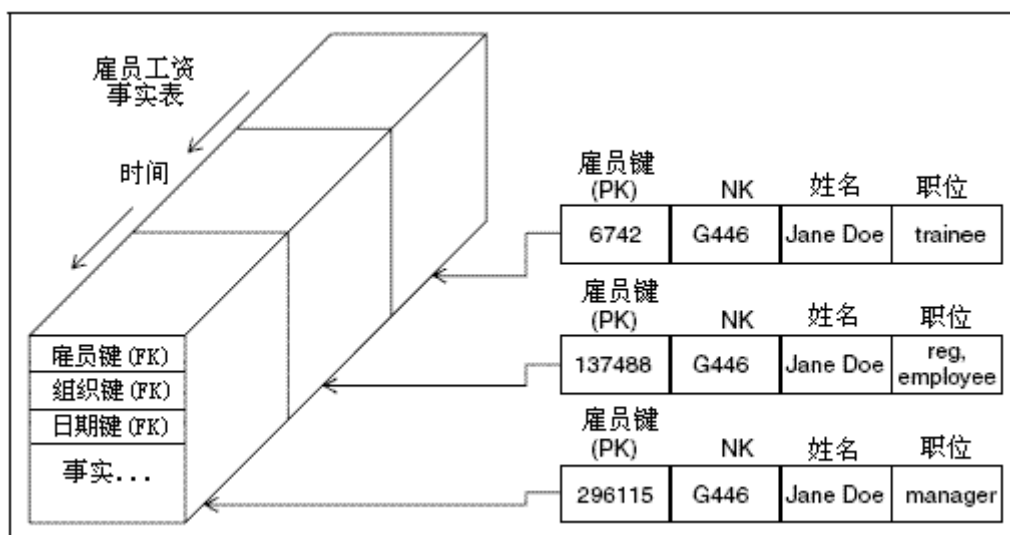 雇员工资
事实表
时间
雇员键(FK)
组织键(FK)
日期键(FK)
事实...
雇员键
(PK) NK 姓名 职位
6742 G446 Jane Doe trainee
雇员键
(PK) NK 姓名 职位
137488 G446 Jane Doe reg,
employee
雇员键
(PK) NK 姓名 职位
296115 G446 Jane Doe manager